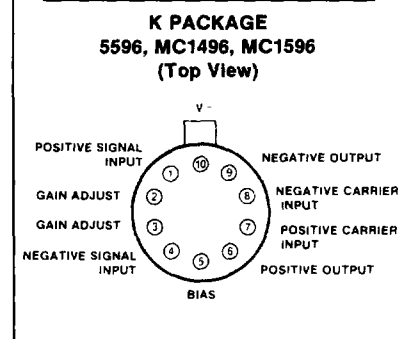 K PACKAGE
5596, MC1496, MC1596
(Top View)
V -
POSITIVE SIGNAL
INPUT
10
NEGATIVE OUTPUT
1
9
GAIN ADJUST
2
8
NEGATIVE CARRIER
INPUT
GAIN ADJUST
3
7
POSITIVE CARRIER
INPUT
NEGATIVE SIGNAL
INPUT
4
5
6
POSITIVE OUTPUT
BIAS